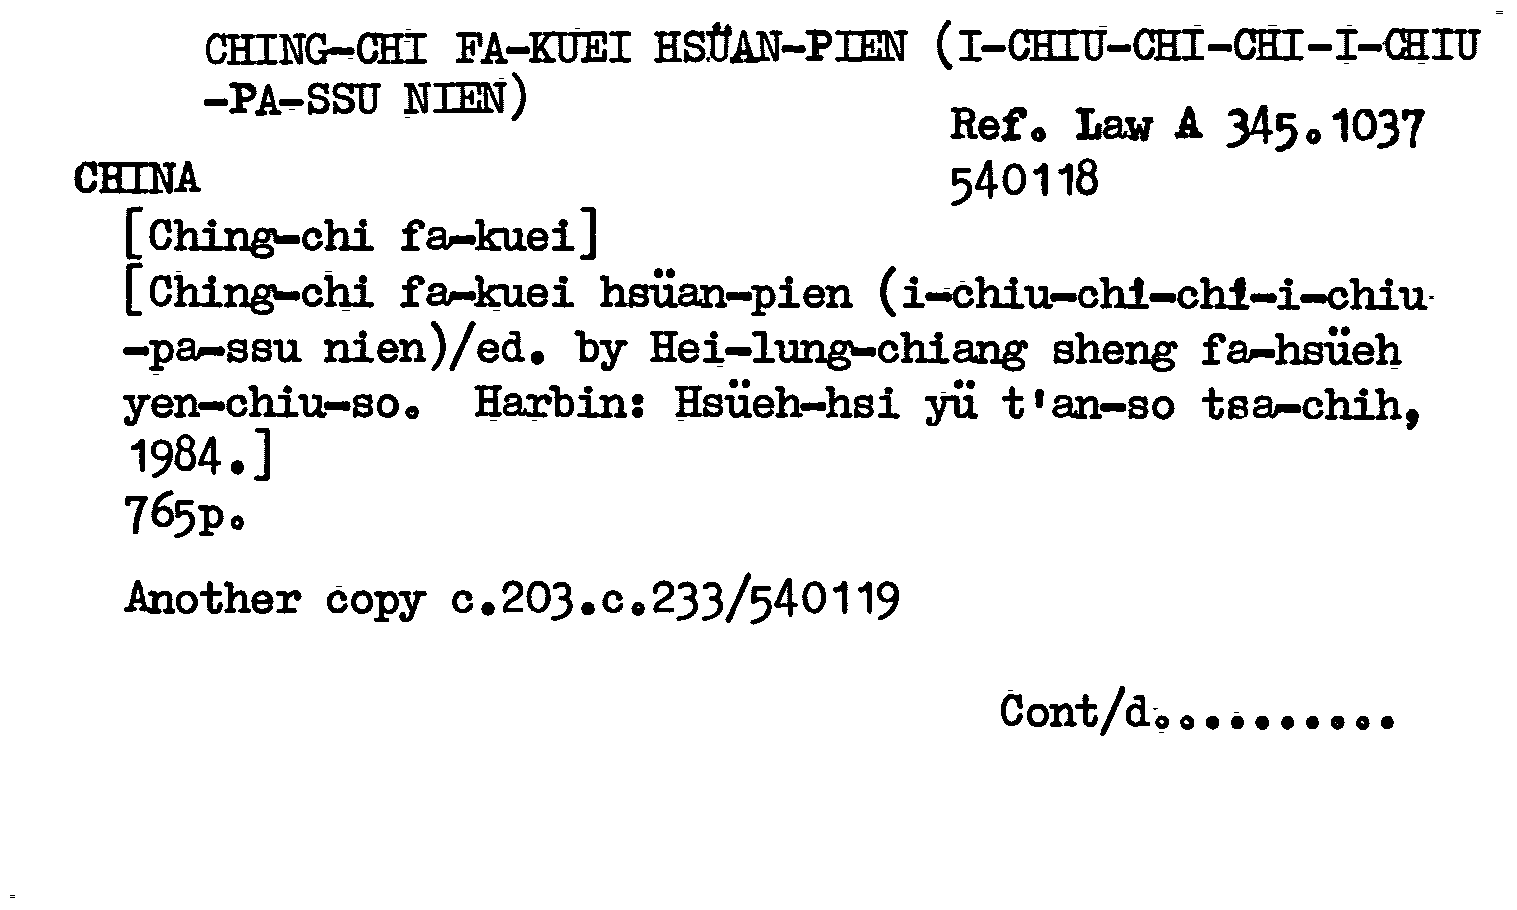 CHING-CHI FA-KUEI HSÜAN-PIEN (I-CHIU-CHI-CHI-I-CHIU
-PA-SSU NIEN)
Ref. Law A 345.1037
CHINA
540118
[Ching-chi fa-kuei]
[Ching-chi fa-kuei hsüan-pien (i-chiu-chi-chi-i-chiu-
-pa-ssu nien)/ed. by Hei-lung-chiang sheng fa-hsüeh
yen-chiu-so. Harbin: Hsüeh-hsi yü t'an-so tsa-chih,
1984.]
765p.
Another copy c.203.c.233/540119
Cont/d..........